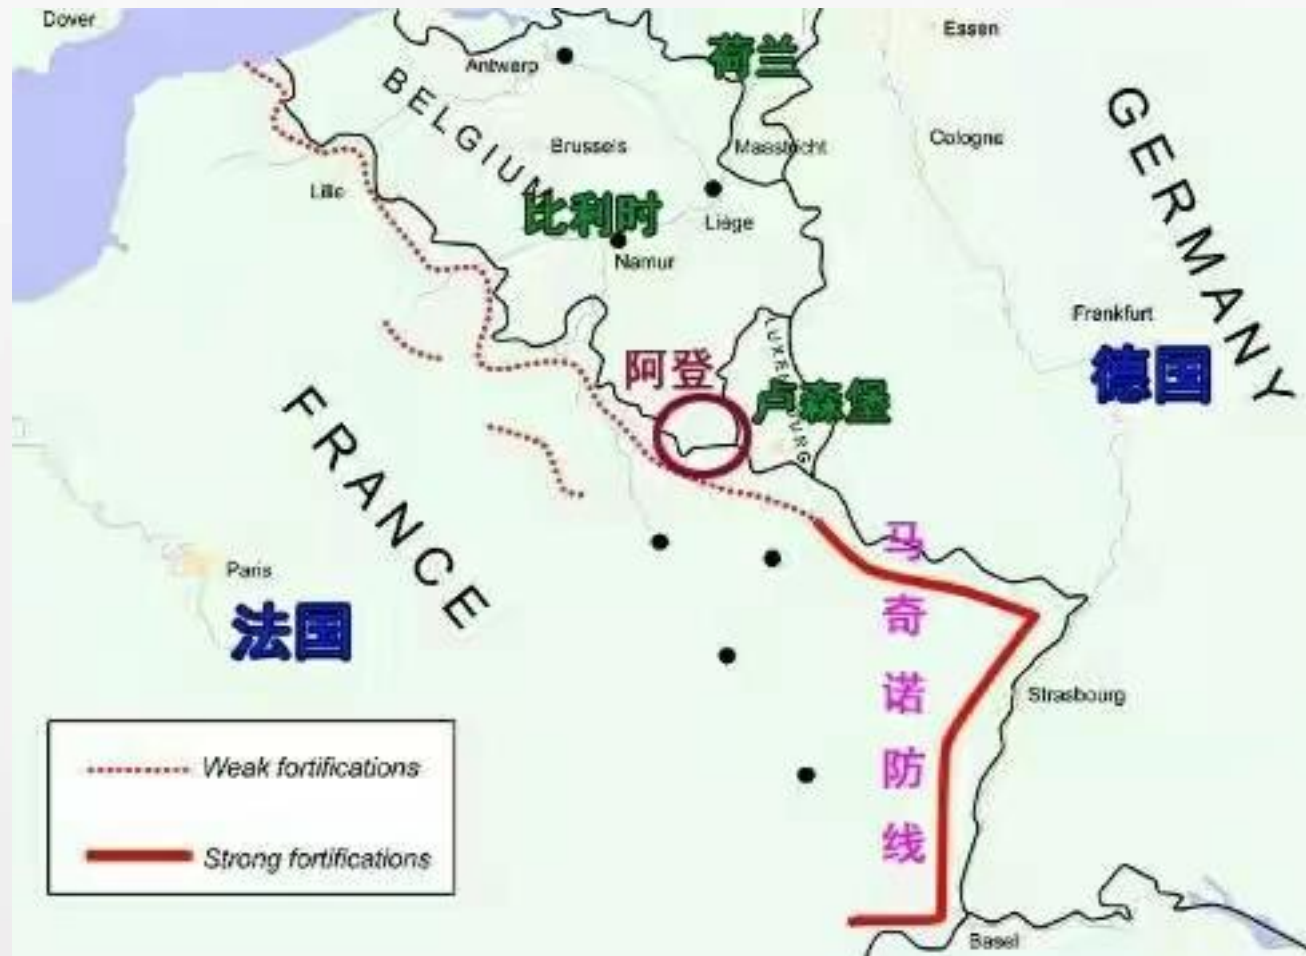 Dover
Essen
Antwerp
荷兰
BELGIUM
GERMANY
Brussels
Maastricht
Cologne
Lille
比利时
Liège
Namur
Frankfurt
LUXEMBOURG
阿登
德国
卢森堡
FRANCE
马奇诺防线
Paris
法国
Strasbourg
Weak fortifications
Strong fortifications
Basel